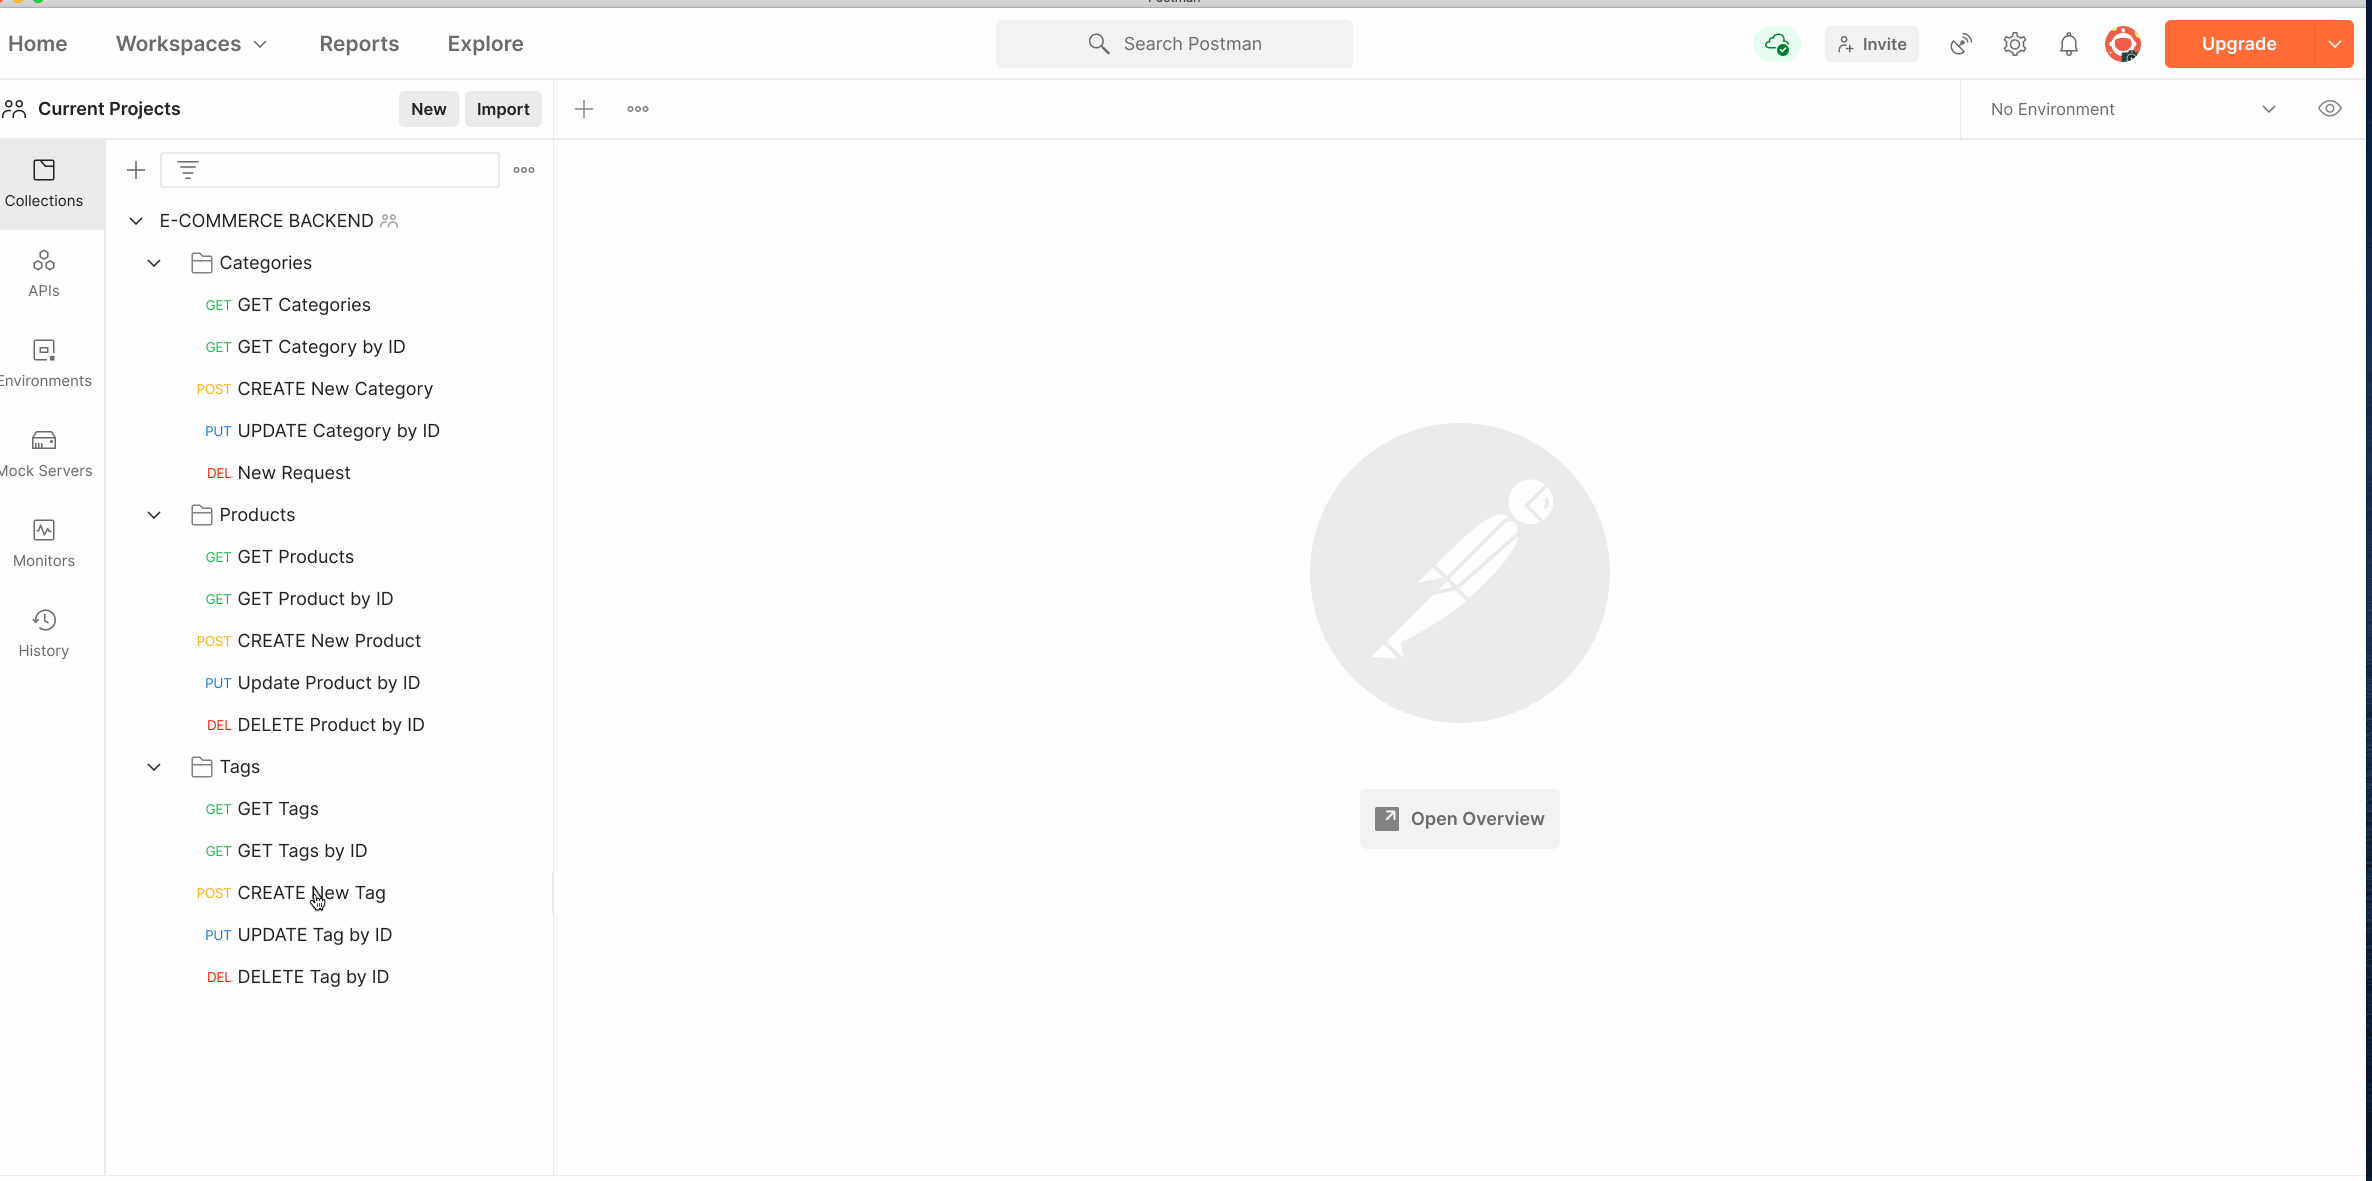 Home Workspaces Reports Explore Search Postman Invite Upgrade
Current Projects New Import No Environment
Collections
APIs
Environments
Mock Servers
Monitors
History
E-COMMERCE BACKEND
Categories
GET GET Categories
GET GET Category by ID
POST CREATE New Category
PUT UPDATE Category by ID
DEL New Request
Products
GET GET Products
GET GET Product by ID
POST CREATE New Product
PUT Update Product by ID
DEL DELETE Product by ID
Tags
GET GET Tags
GET GET Tags by ID
POST CREATE New Tag
PUT UPDATE Tag by ID
DEL DELETE Tag by ID
Open Overview